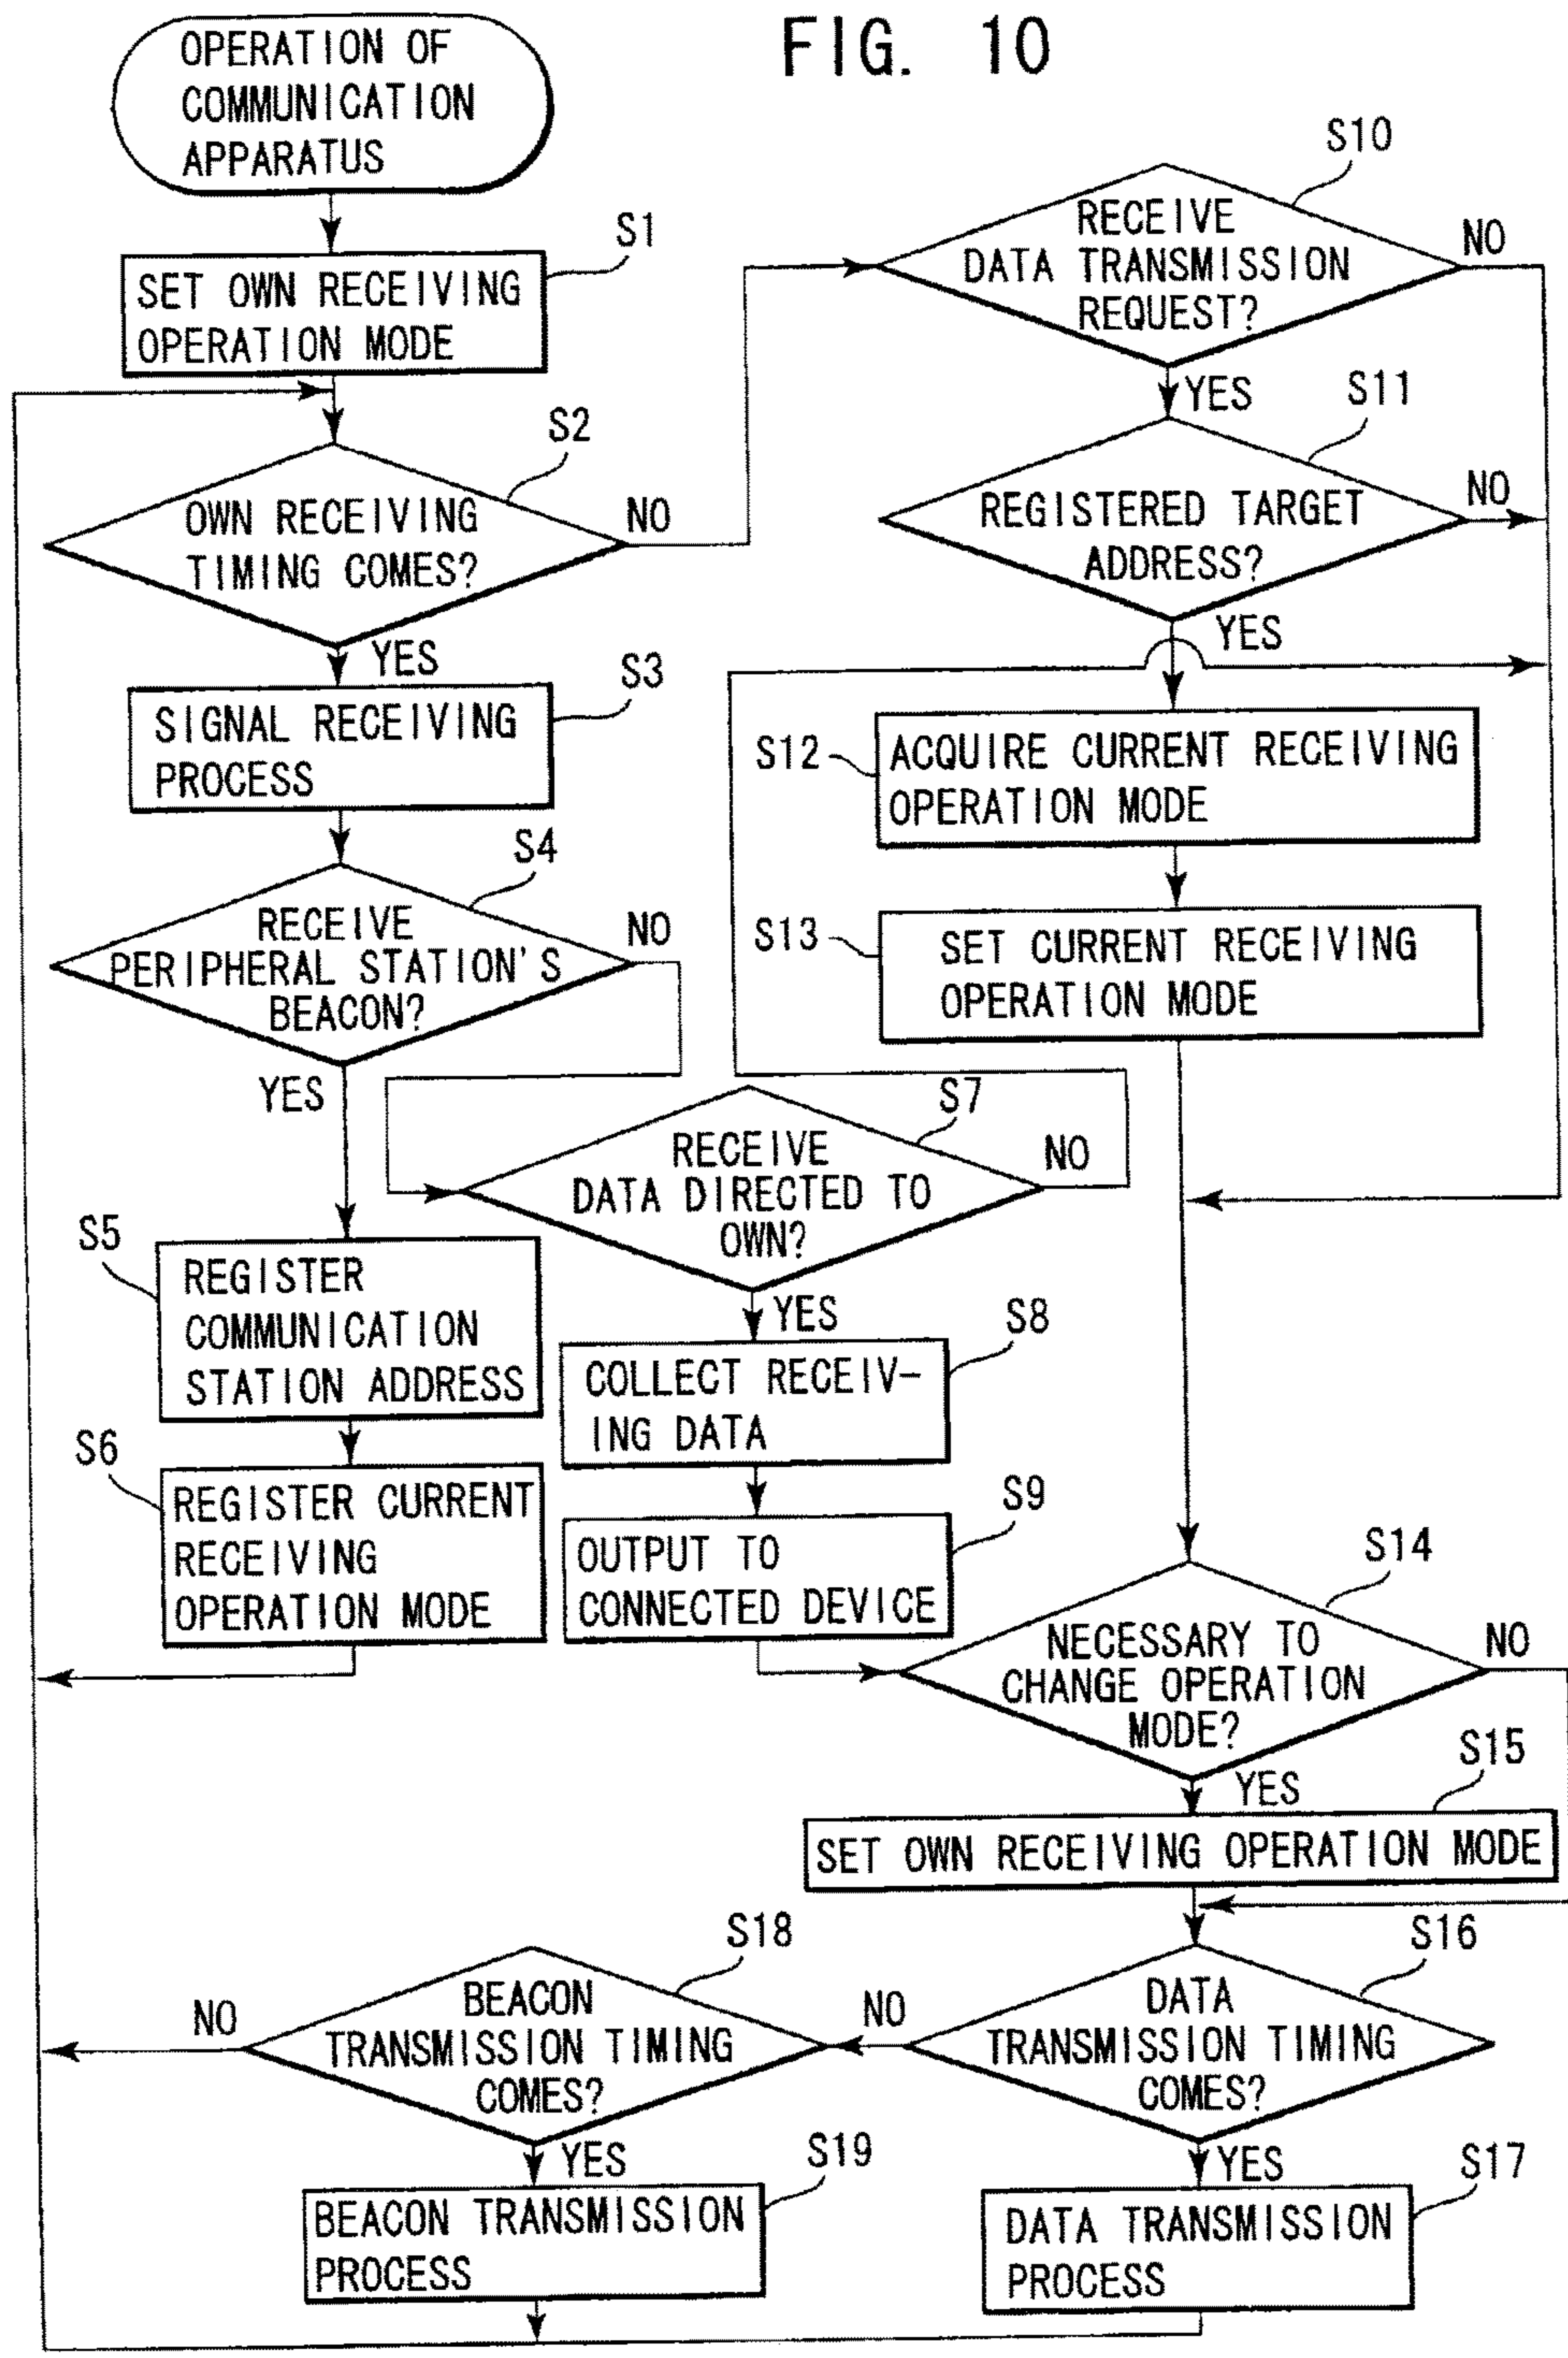 FIG. 10
OPERATION OF
COMMUNICATION
APPARATUS
S1
SET OWN RECEIVING
OPERATION MODE
S2
OWN RECEIVING
TIMING COMES?
NO
YES
S3
SIGNAL RECEIVING
PROCESS
S4
RECEIVE
PERIPHERAL STATION'S
BEACON?
NO
YES
S5
REGISTER
COMMUNICATION
STATION ADDRESS
S6
REGISTER CURRENT
RECEIVING
OPERATION MODE
S7
RECEIVE
DATA DIRECTED TO
OWN?
NO
YES
S8
COLLECT RECEIV-
ING DATA
S9
OUTPUT TO
CONNECTED DEVICE
S10
RECEIVE
DATA TRANSMISSION
REQUEST?
NO
YES
S11
REGISTERED TARGET
ADDRESS?
NO
YES
S12
ACQUIRE CURRENT RECEIVING
OPERATION MODE
S13
SET CURRENT RECEIVING
OPERATION MODE
S14
NECESSARY TO
CHANGE OPERATION
MODE?
NO
YES
S15
SET OWN RECEIVING OPERATION MODE
S16
DATA
TRANSMISSION TIMING
COMES?
NO
YES
S17
DATA TRANSMISSION
PROCESS
S18
BEACON
TRANSMISSION TIMING
COMES?
NO
YES
S19
BEACON TRANSMISSION
PROCESS